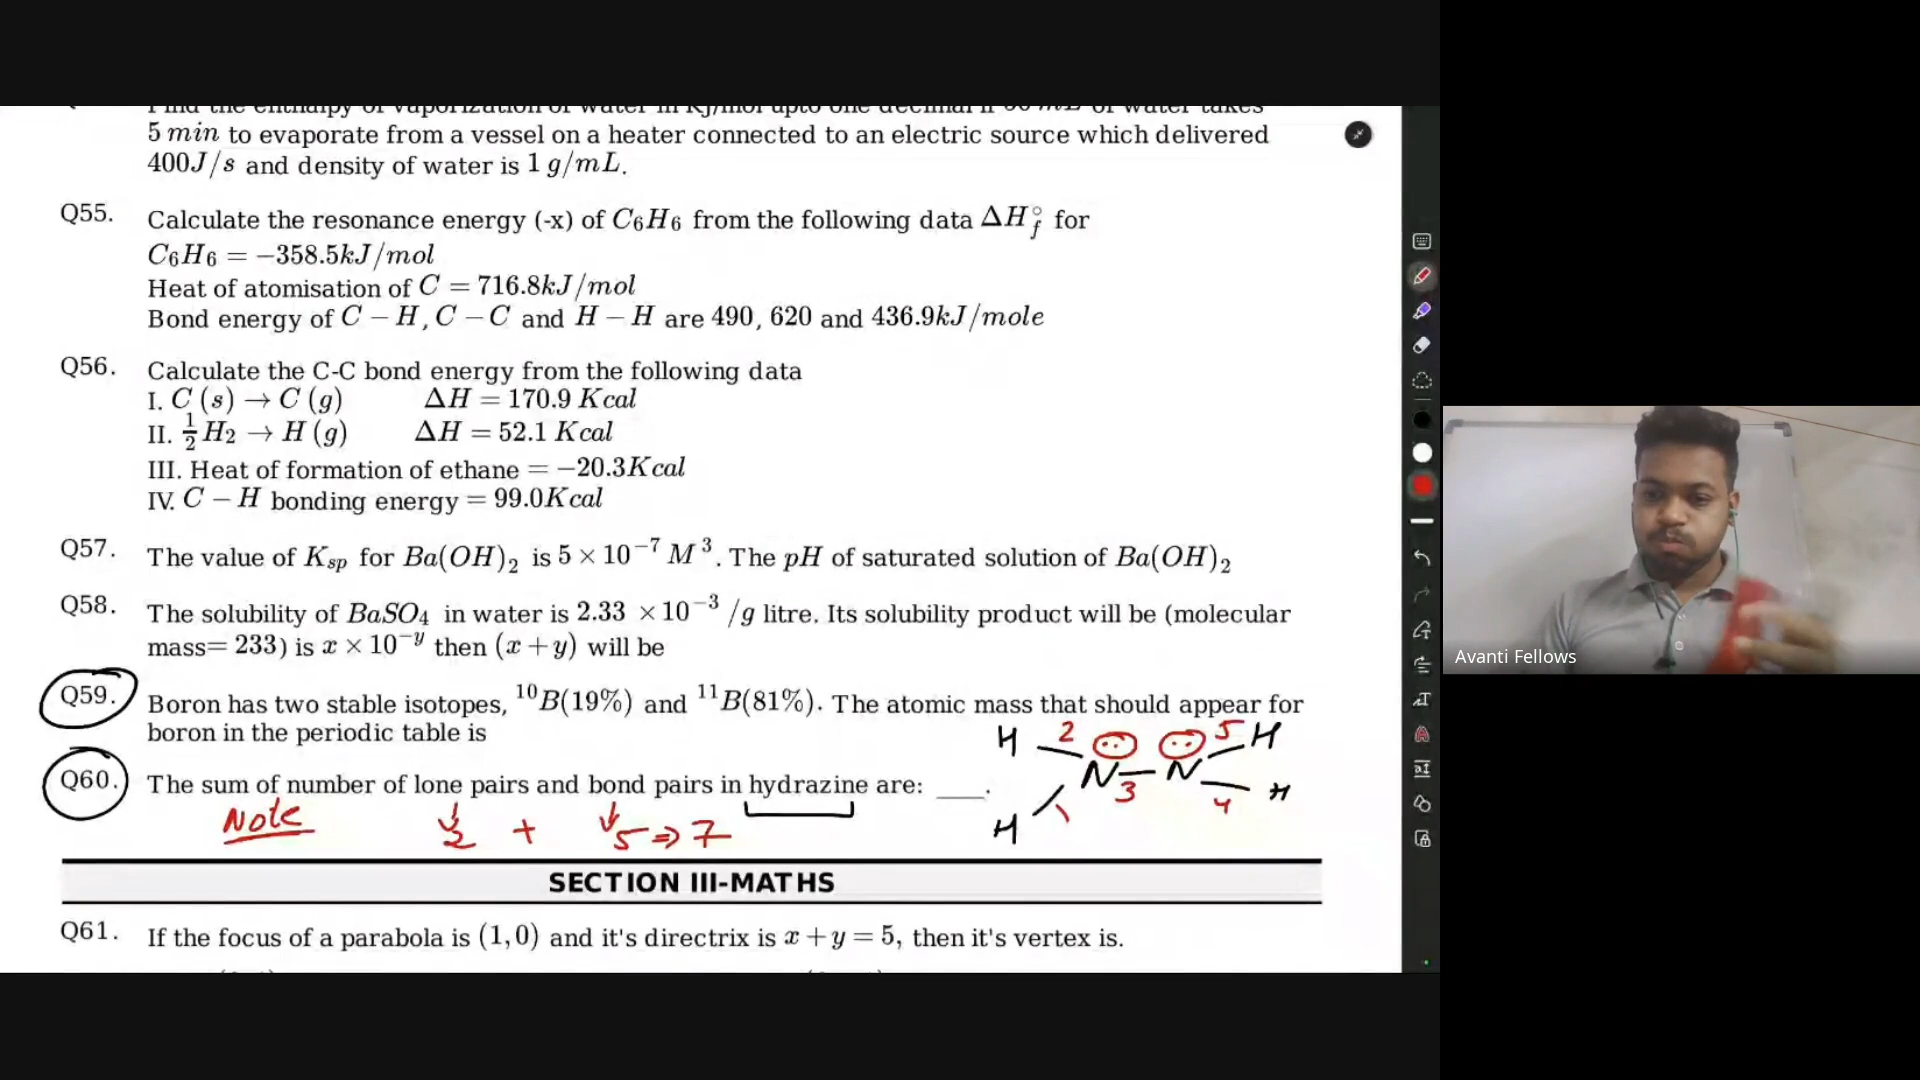 5 min to evaporate from a vessel on a heater connected to an electric source which delivered
400J/s and density of water is 1 g/mL.
Q55. Calculate the resonance energy (-x) of C₆H₆ from the following data ΔH°f for
C₆H₆ = −358.5kJ/mol
Heat of atomisation of C = 716.8kJ/mol
Bond energy of C − H, C − C and H − H are 490, 620 and 436.9kJ/mole
Q56. Calculate the C-C bond energy from the following data
I. C (s) → C (g) ΔH = 170.9 Kcal
II. ½ H₂ → H (g) ΔH = 52.1 Kcal
III. Heat of formation of ethane = −20.3Kcal
IV. C − H bonding energy = 99.0Kcal
Q57. The value of Ksp for Ba(OH)₂ is 5 × 10⁻⁷ M³. The pH of saturated solution of Ba(OH)₂
Q58. The solubility of BaSO₄ in water is 2.33 × 10⁻³ /g litre. Its solubility product will be (molecular
mass= 233) is x × 10⁻ʸ then (x + y) will be
Q59. Boron has two stable isotopes, ¹⁰B(19%) and ¹¹B(81%). The atomic mass that should appear for
boron in the periodic table is
H 2 5 H
Q60. The sum of number of lone pairs and bond pairs in hydrazine are: ____.
N — N
3 4 H
H 1
Note 2 + 5 ⇒ 7
SECTION III-MATHS
Q61. If the focus of a parabola is (1, 0) and it's directrix is x + y = 5, then it's vertex is.
Avanti Fellows